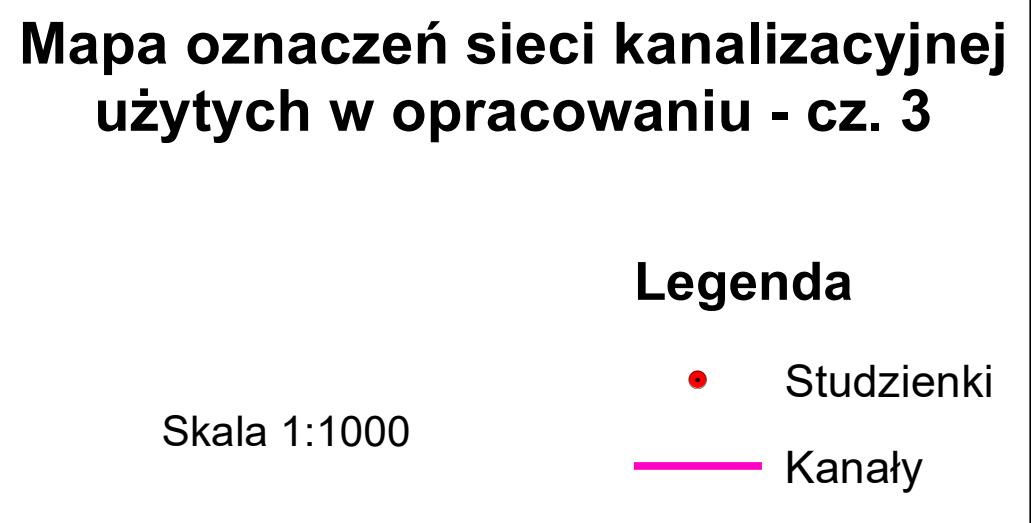 Mapa oznaczeń sieci kanalizacyjnej
użytych w opracowaniu - cz. 3
Legenda
Studzienki
Skala 1:1000
Kanały